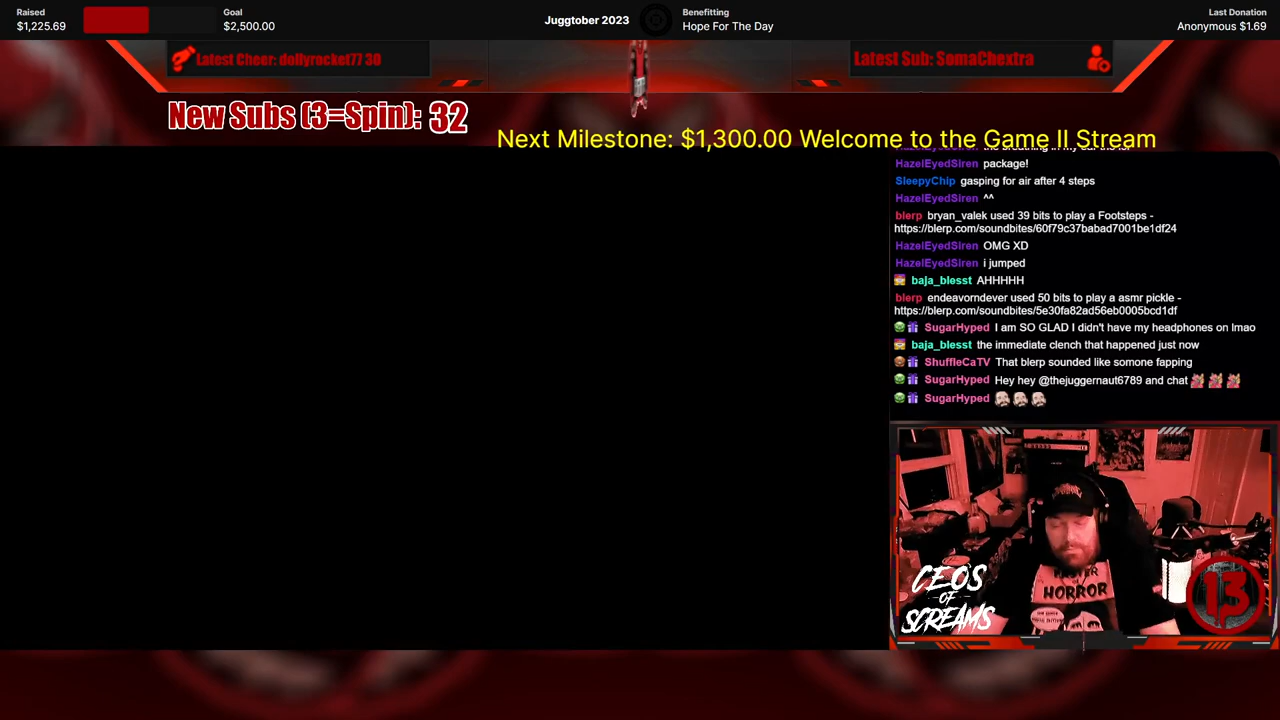 Raised
$1,225.69
Goal
$2,500.00
Juggtober 2023
Benefitting
Hope For The Day
Last Donation
Anonymous $1.69
Latest Cheer: dollyrocket77 30
Latest Sub: SomaChextra
New Subs (3=Spin): 32
Next Milestone: $1,300.00 Welcome to the Game II Stream
HazelEyedSiren package!
SleepyChip gasping for air after 4 steps
HazelEyedSiren ^^
blerp bryan_valek used 39 bits to play a Footsteps -
https://blerp.com/soundbites/60f79c37babad7001be1df24
HazelEyedSiren OMG XD
HazelEyedSiren i jumped
baja_blesst AHHHHH
blerp endeavorndever used 50 bits to play a asmr pickle -
https://blerp.com/soundbites/5e30fa82ad56eb0005bcd1df
SugarHyped I am SO GLAD I didn't have my headphones on lmao
baja_blesst the immediate clench that happened just now
ShuffleCaTV That blerp sounded like somone fapping
SugarHyped Hey hey @thejuggernaut6789 and chat
SugarHyped
CEOS
OF
SCREAMS
HORROR
13